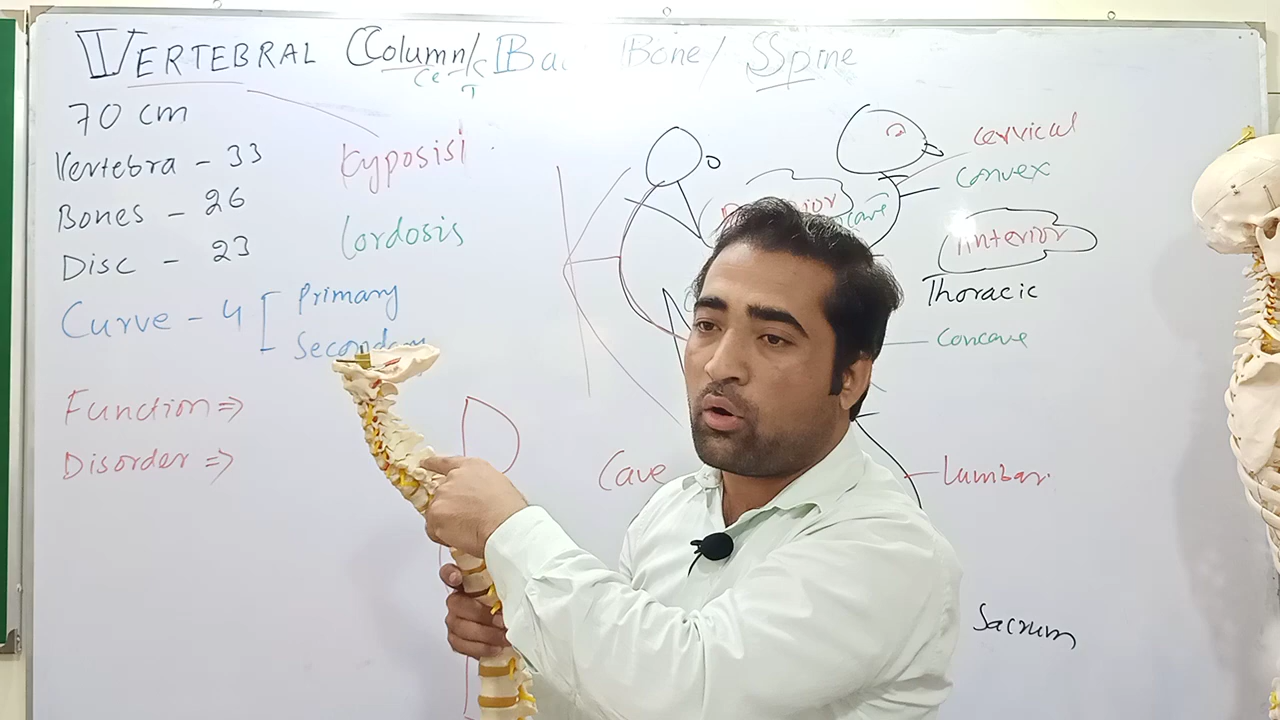 VERTEBRAL Column/ Bone/ Spine
70 cm
Vertebra - 33
Bones - 26
Disc - 23
Curve - 4 [ Primary
Secondary
Function ⇒
Disorder ⇒
Kyposis
lordosis
cervical
convex
Anterior
Thoracic
concave
Cave
Lumbar
Sacrum